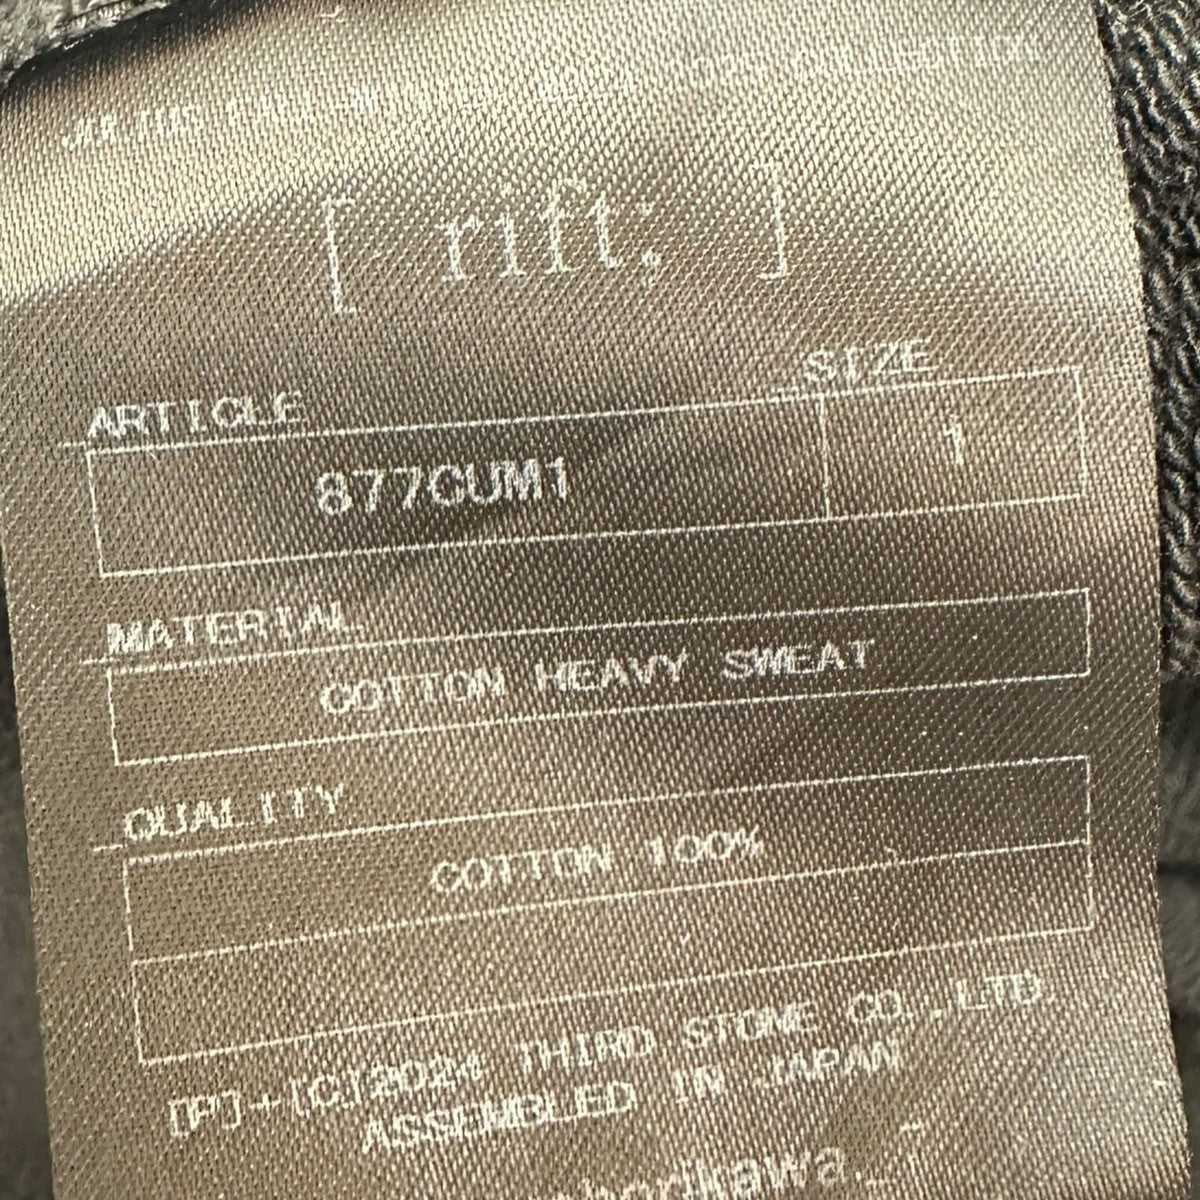 [ rift; ]
ARTICLE SIZE
877CUM1 1
MATERIAL
COTTON HEAVY SWEAT
QUALITY
COTTON 100%
[P]+[C]2024 THIRD STONE CO., LTD.
ASSEMBLED IN JAPAN